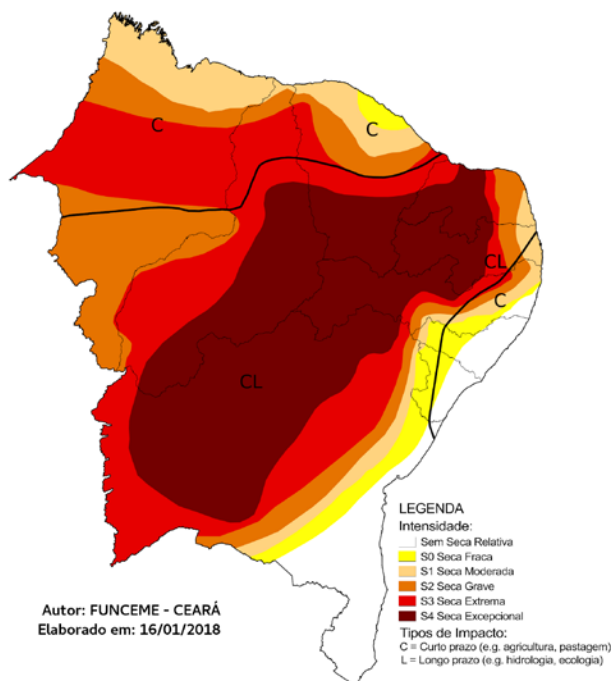 C
C
CL
C
CL
LEGENDA
Intensidade:
Sem Seca Relativa
S0 Seca Fraca
S1 Seca Moderada
S2 Seca Grave
S3 Seca Extrema
S4 Seca Excepcional
Tipos de Impacto:
C = Curto prazo (e.g. agricultura, pastagem)
L = Longo prazo (e.g. hidrologia, ecologia)
Autor: FUNCEME - CEARÁ
Elaborado em: 16/01/2018